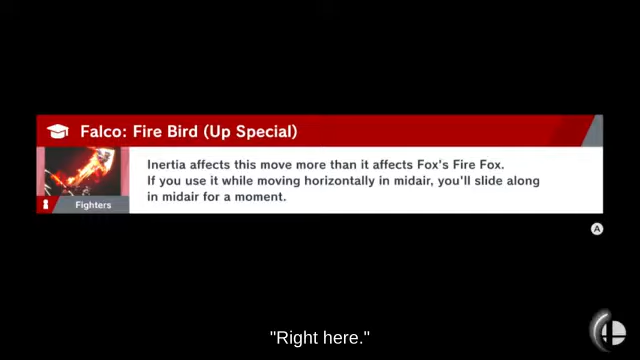 Falco: Fire Bird (Up Special)
Inertia affects this move more than it affects Fox's Fire Fox.
If you use it while moving horizontally in midair, you'll slide along
in midair for a moment.
Fighters
A
"Right here."